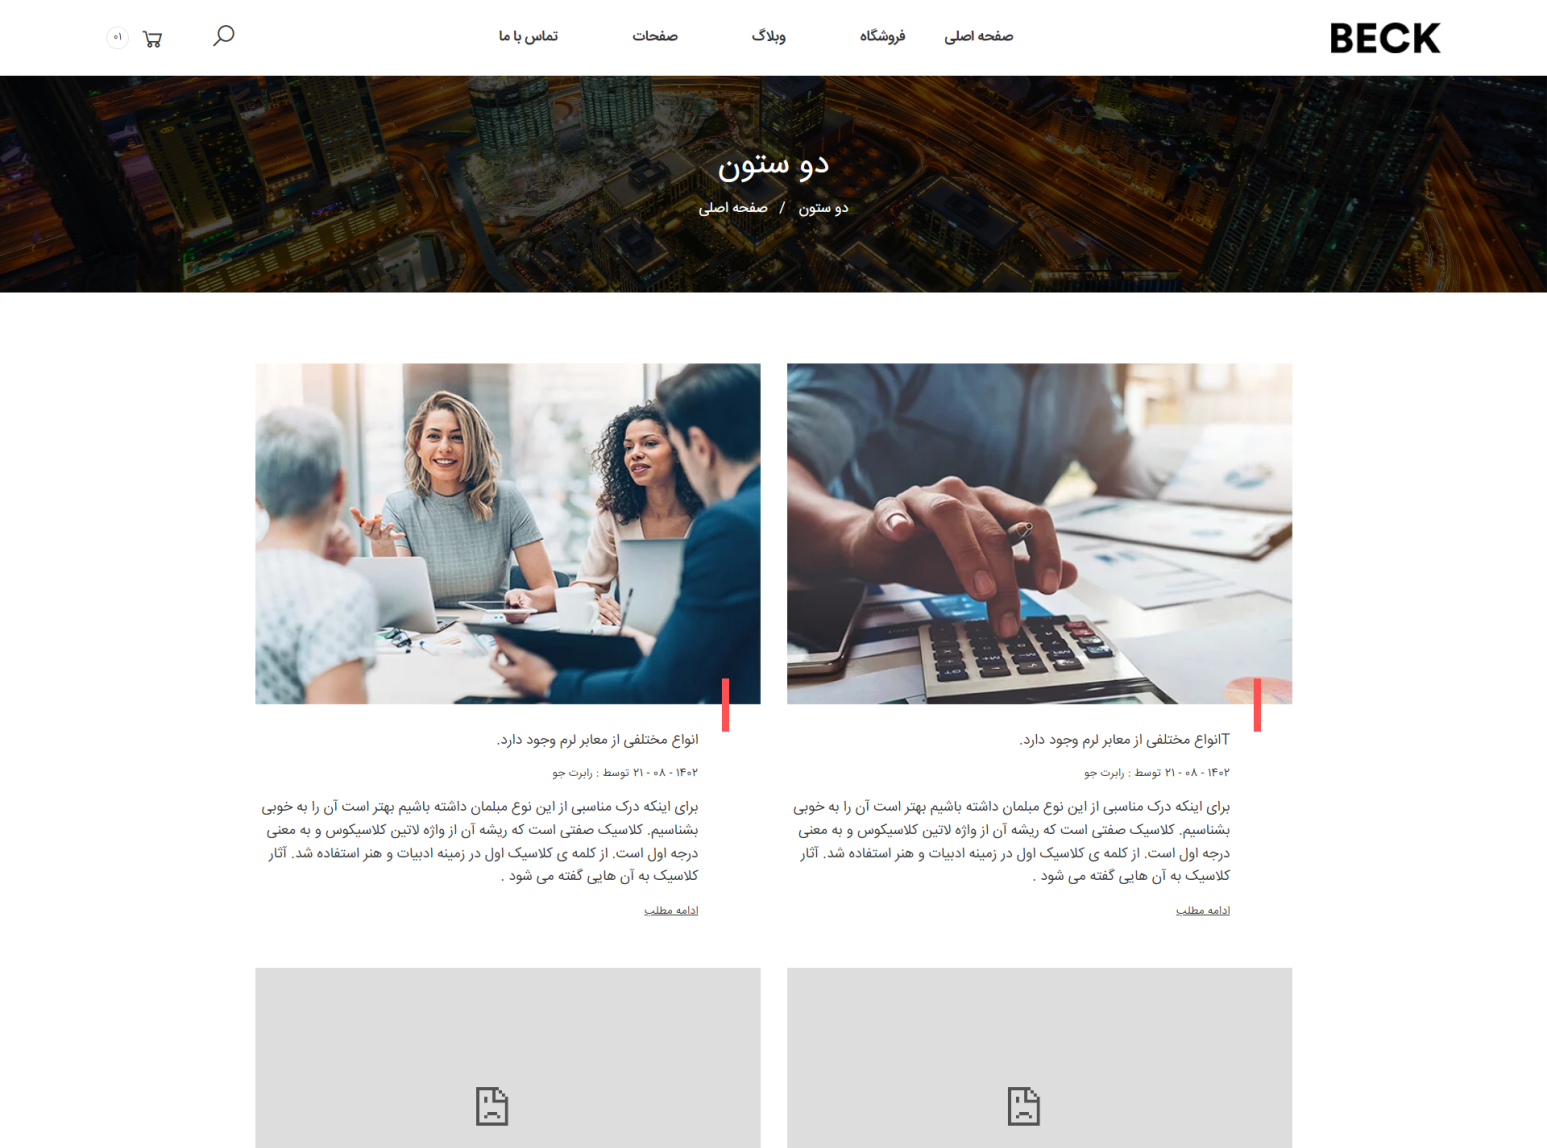 BECK
صفحه اصلی
فروشگاه
وبلاگ
صفحات
تماس با ما
۰۱
دو ستون
دو ستون / صفحه اصلی
Tانواع مختلفی از معابر لرم وجود دارد.
۱۴۰۲ - ۰۸ - ۲۱ توسط : رابرت جو
برای اینکه درک مناسبی از این نوع مبلمان داشته باشیم بهتر است آن را به خوبی
بشناسیم. کلاسیک صفتی است که ریشه آن از واژه لاتین کلاسیکوس و به معنی
درجه اول است. از کلمه ی کلاسیک اول در زمینه ادبیات و هنر استفاده شد. آثار
کلاسیک به آن هایی گفته می شود .
ادامه مطلب
انواع مختلفی از معابر لرم وجود دارد.
۱۴۰۲ - ۰۸ - ۲۱ توسط : رابرت جو
برای اینکه درک مناسبی از این نوع مبلمان داشته باشیم بهتر است آن را به خوبی
بشناسیم. کلاسیک صفتی است که ریشه آن از واژه لاتین کلاسیکوس و به معنی
درجه اول است. از کلمه ی کلاسیک اول در زمینه ادبیات و هنر استفاده شد. آثار
کلاسیک به آن هایی گفته می شود .
ادامه مطلب